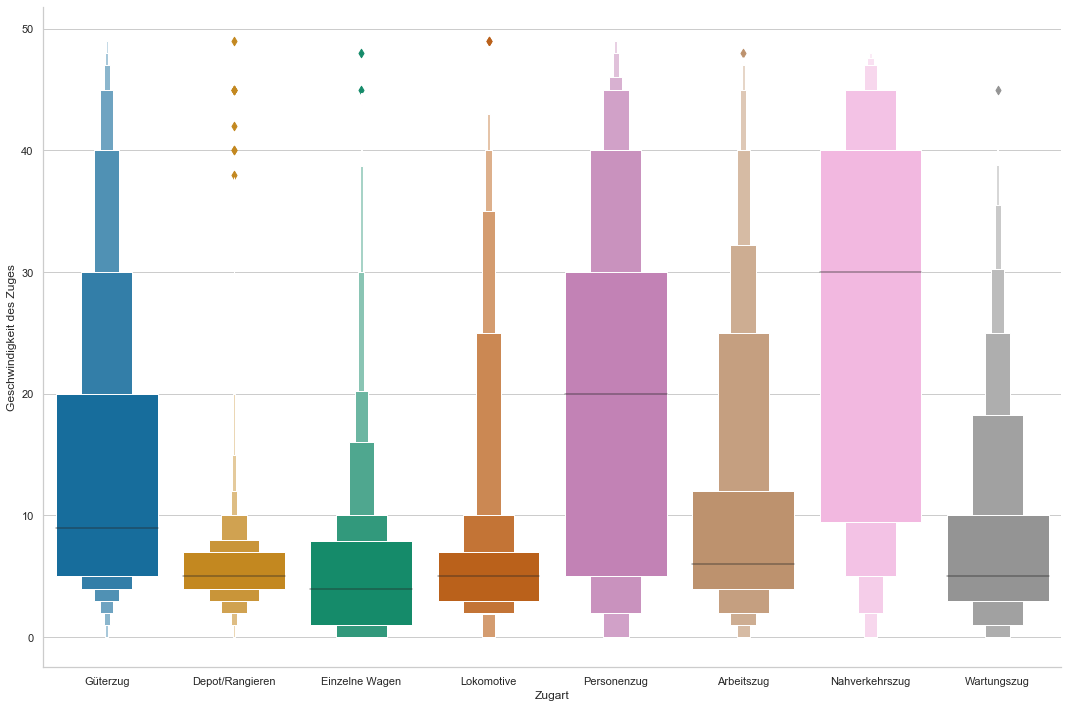 Geschwindigkeit des Zuges
50
40
30
20
10
0
Güterzug
Depot/Rangieren
Einzelne Wagen
Lokomotive
Personenzug
Arbeitszug
Nahverkehrszug
Wartungszug
Zugart